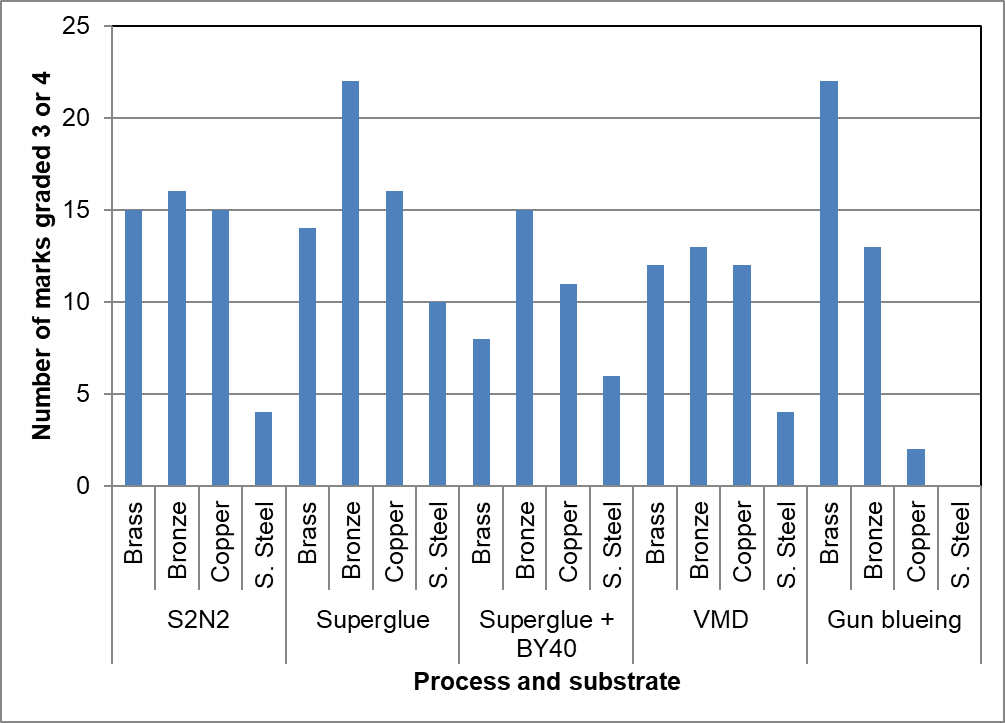 Number of marks graded 3 or 4
25
20
15
10
5
0
Brass
Bronze
Copper
S. Steel
Brass
Bronze
Copper
S. Steel
Brass
Bronze
Copper
S. Steel
Brass
Bronze
Copper
S. Steel
Brass
Bronze
Copper
S. Steel
S2N2
Superglue
Superglue +
BY40
VMD
Gun blueing
Process and substrate